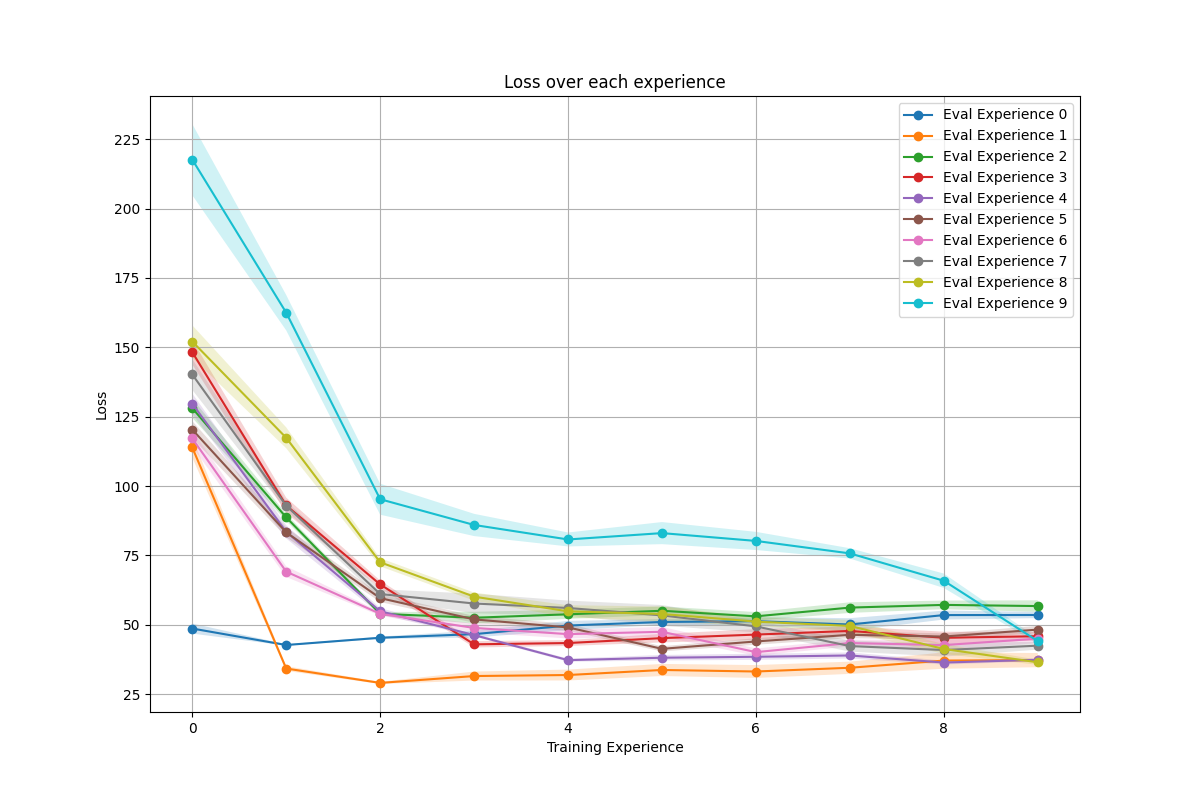 Loss over each experience
Loss
225
200
175
150
125
100
75
50
25
0
2
4
6
8
Training Experience
Eval Experience 0
Eval Experience 1
Eval Experience 2
Eval Experience 3
Eval Experience 4
Eval Experience 5
Eval Experience 6
Eval Experience 7
Eval Experience 8
Eval Experience 9